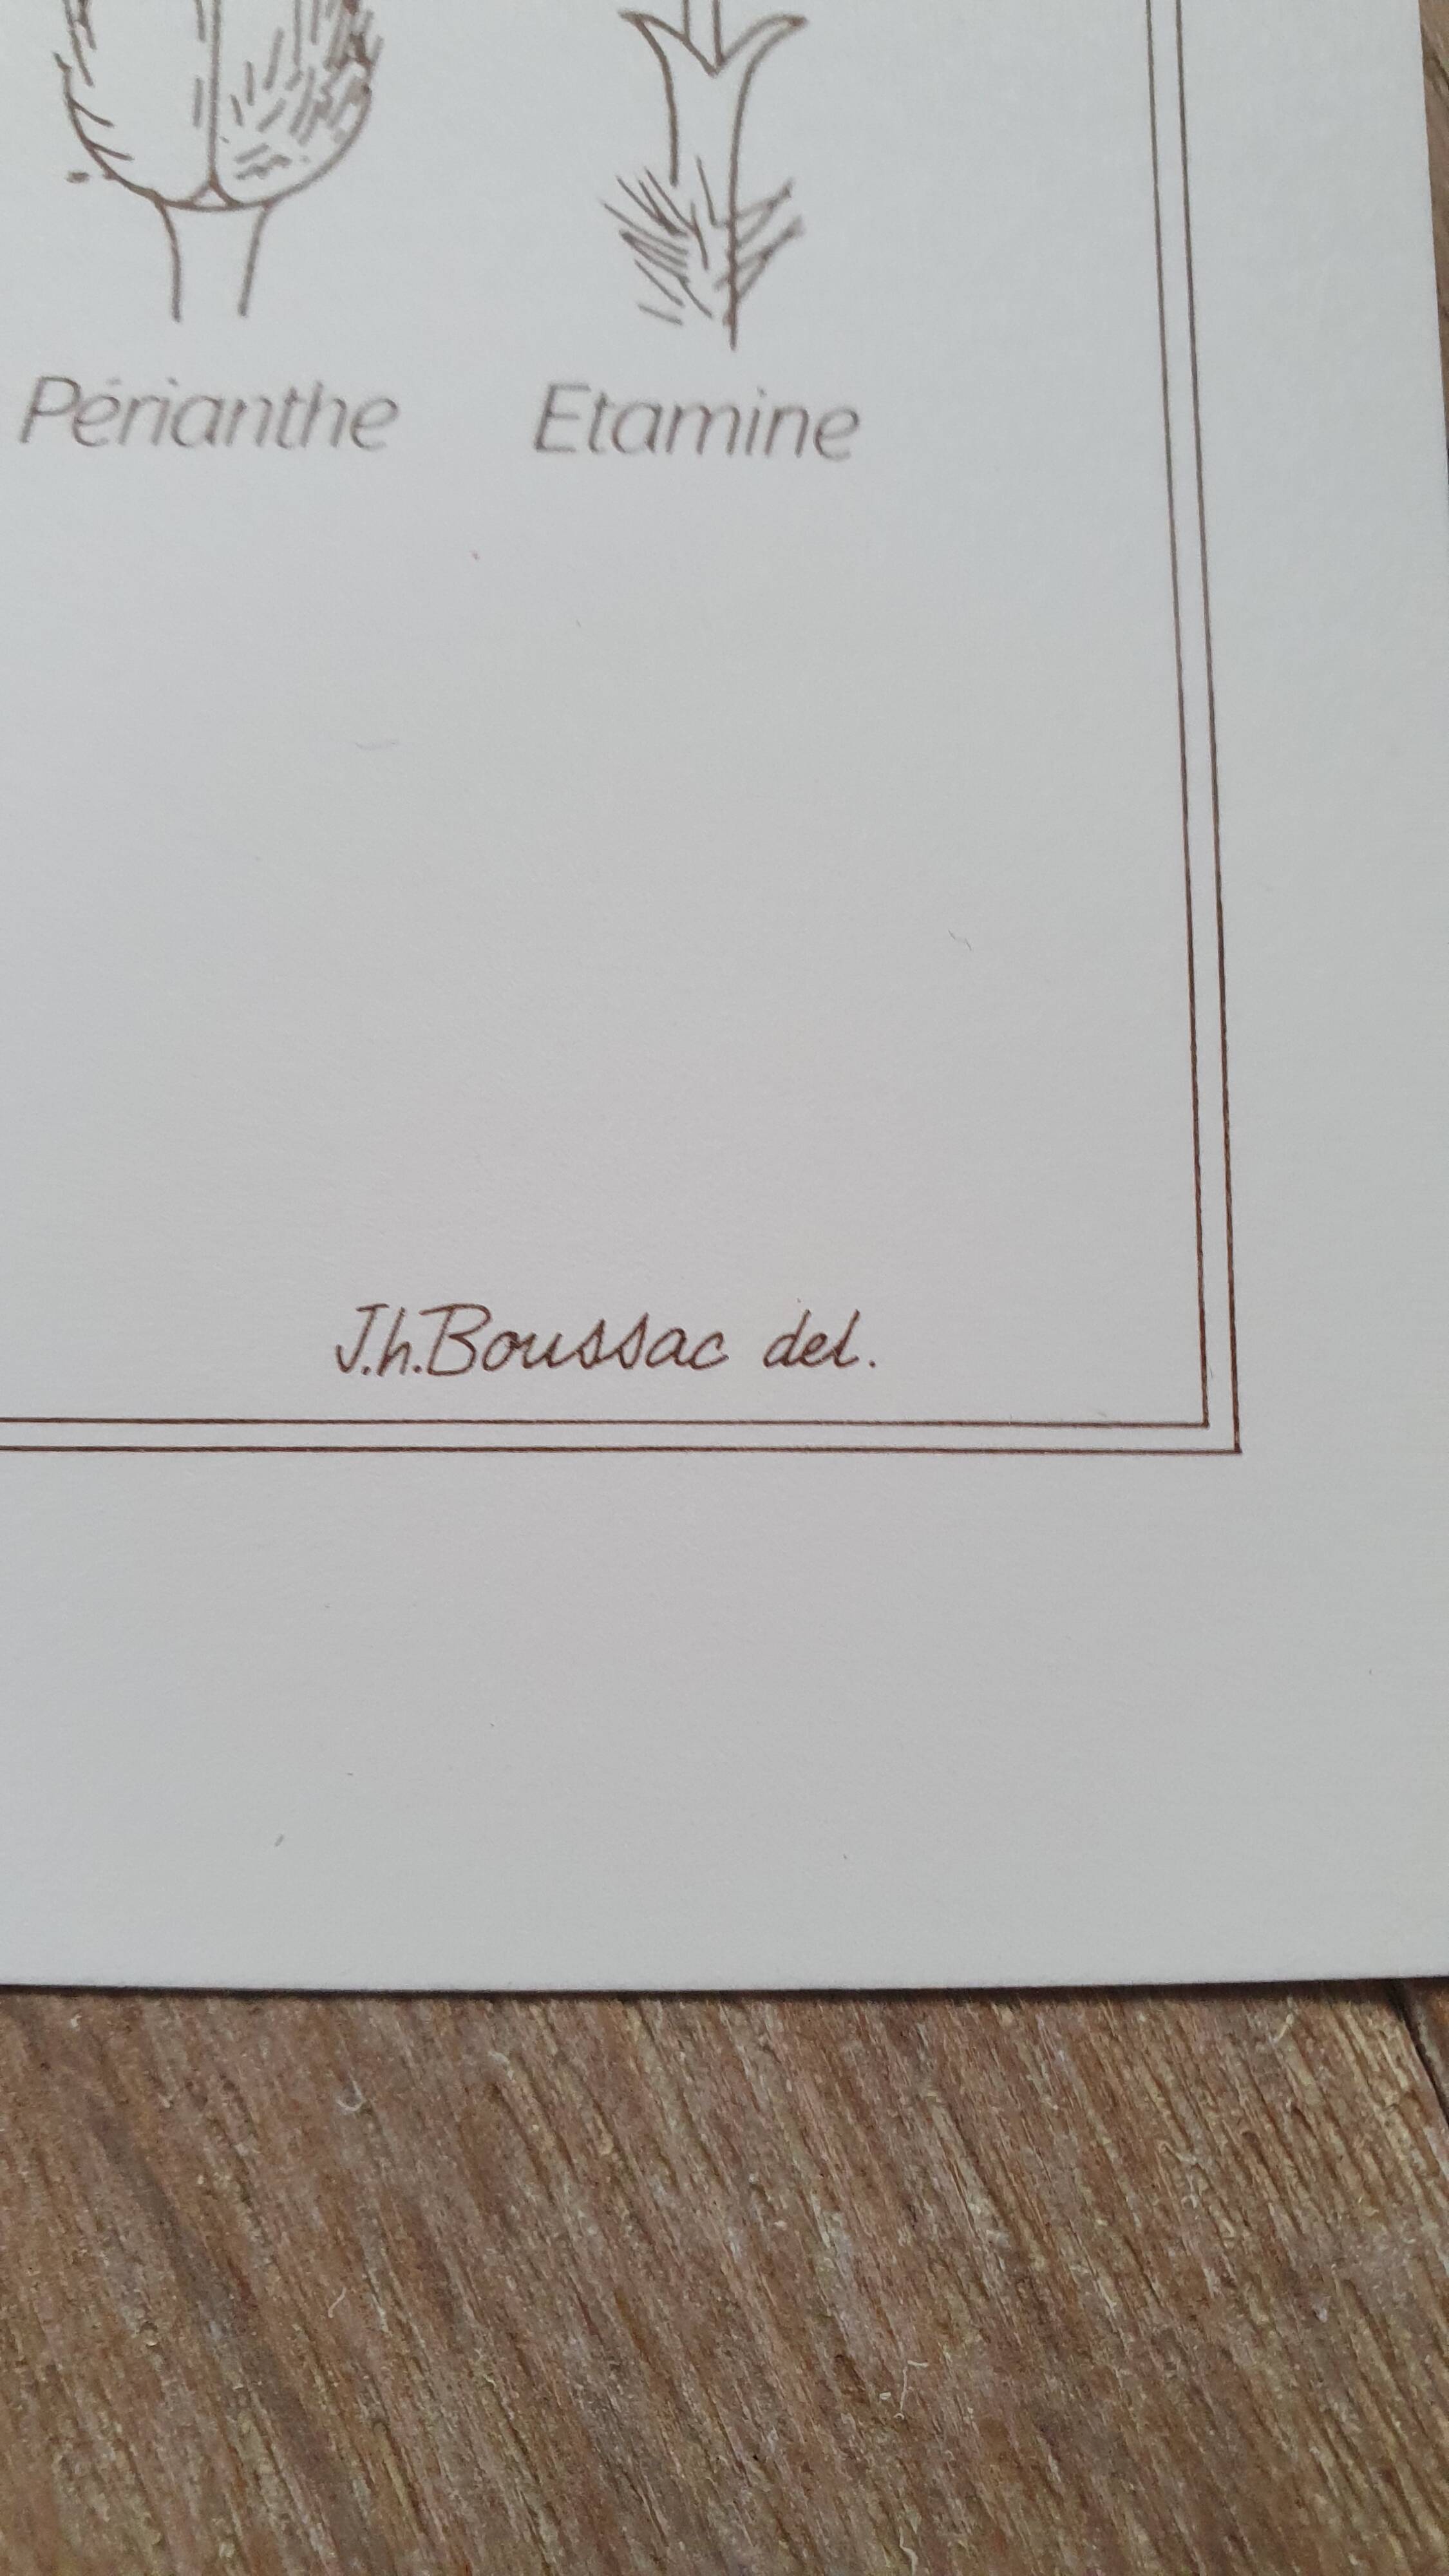 Périanthe Etamine
J.h.Boussac del.